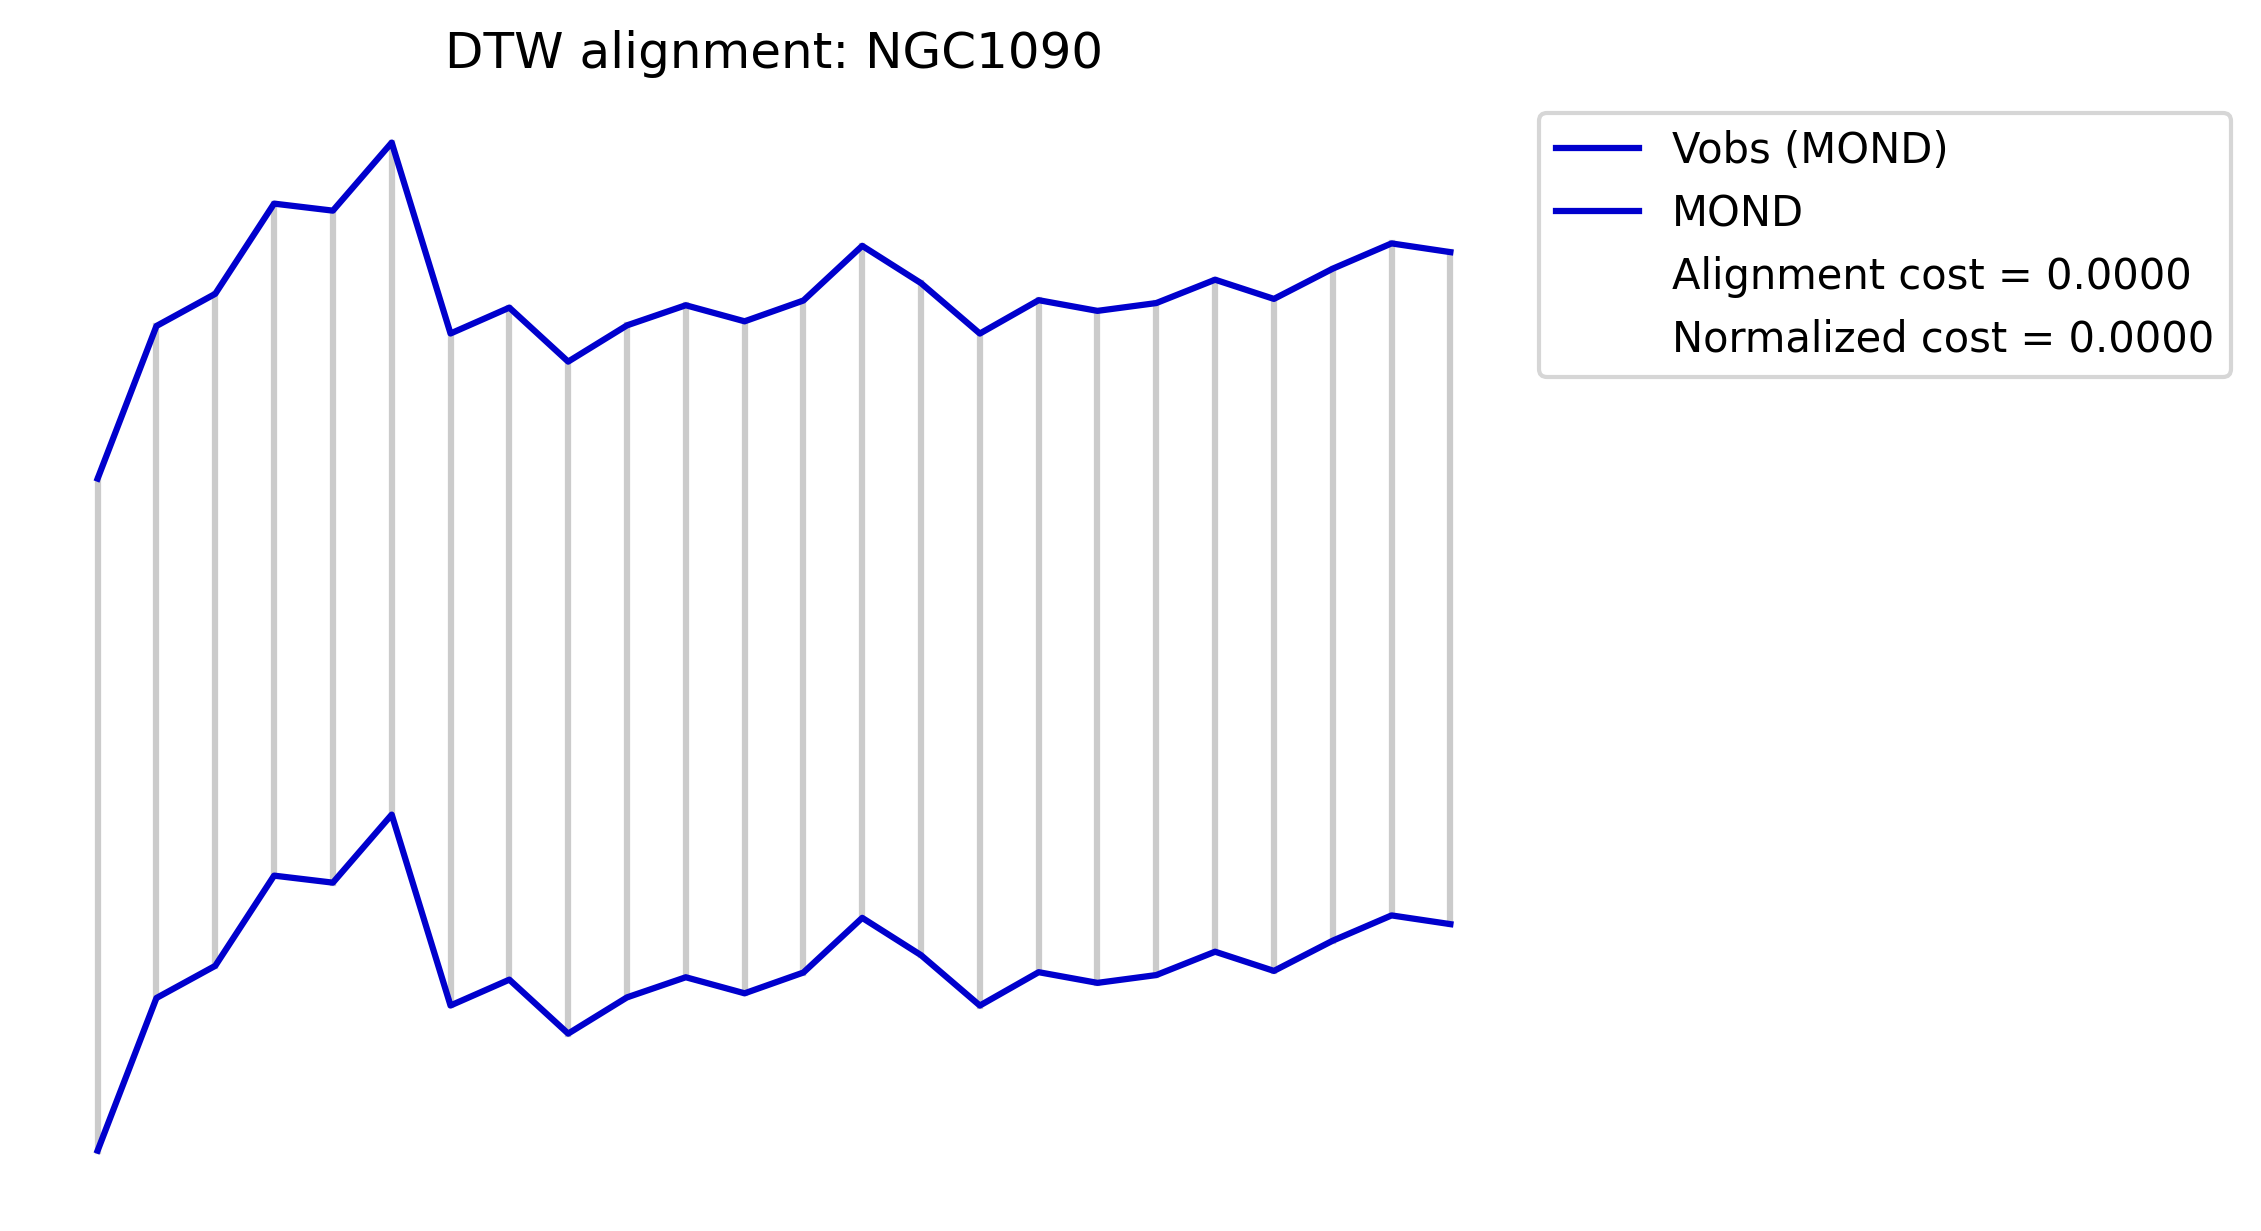 DTW alignment: NGC1090
Vobs (MOND)
MOND
Alignment cost = 0.0000
Normalized cost = 0.0000